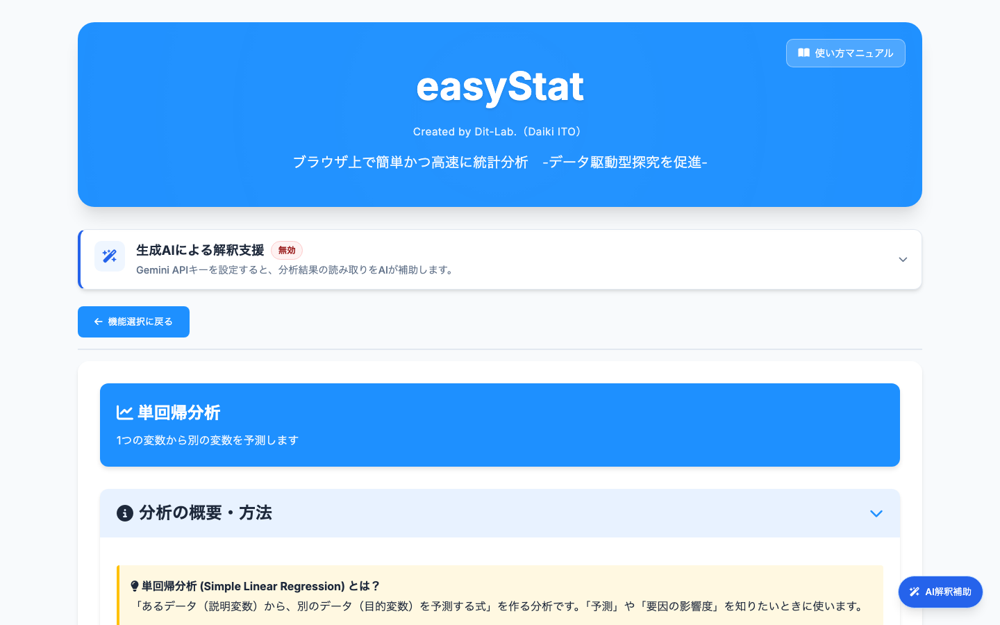 使い方マニュアル
easyStat
Created by Dit-Lab.（Daiki ITO）
ブラウザ上で簡単かつ高速に統計分析　-データ駆動型探究を促進-
生成AIによる解釈支援 無効
Gemini APIキーを設定すると、分析結果の読み取りをAIが補助します。
機能選択に戻る
単回帰分析
1つの変数から別の変数を予測します
分析の概要・方法
単回帰分析 (Simple Linear Regression) とは？
「あるデータ（説明変数）から、別のデータ（目的変数）を予測する式」を作る分析です。「予測」や「要因の影響度」を知りたいときに使います。
AI解釈補助